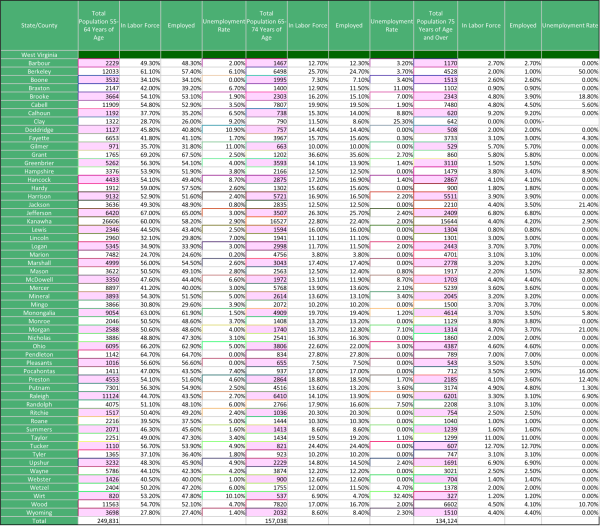 State/County Total Population 55-64 Years of Age In Labor Force Employed Unemployment Rate Total Population 65-74 Years of Age In Labor Force Employed Unemployment Rate Total Population 75 Years of Age and Over In Labor Force Employed Unemployment Rate
West Virginia
Barbour 2229 49.30% 48.30% 2.00% 1467 12.70% 12.30% 3.20% 1170 2.70% 2.70% 0.00%
Berkeley 12033 61.10% 57.40% 6.10% 6498 25.70% 24.70% 3.70% 4528 2.00% 1.00% 50.00%
Boone 3532 34.10% 34.10% 0.00% 1995 7.30% 7.10% 3.40% 1513 2.60% 2.60% 0.00%
Braxton 2147 42.00% 39.20% 6.70% 1400 12.90% 11.50% 11.00% 1102 0.90% 0.90% 0.00%
Brooke 3664 54.10% 53.10% 1.90% 2303 16.20% 15.10% 7.00% 2343 4.80% 3.90% 18.80%
Cabell 11909 54.80% 52.90% 3.50% 7807 19.90% 19.50% 1.90% 7480 4.80% 4.50% 5.60%
Calhoun 1192 37.70% 35.20% 6.50% 738 15.30% 14.00% 8.80% 620 9.20% 9.20% 0.00%
Clay 1322 28.70% 26.00% 9.20% 790 11.50% 8.60% 25.30% 642 0.00% 0.00%
Doddridge 1127 45.80% 40.80% 10.90% 757 14.40% 14.40% 0.00% 508 2.00% 2.00% 0.00%
Fayette 6653 41.80% 41.10% 1.70% 3967 15.70% 15.60% 0.30% 3733 3.10% 3.00% 4.30%
Gilmer 971 35.70% 31.80% 11.00% 663 10.00% 10.00% 0.00% 529 5.70% 5.70% 0.00%
Grant 1765 69.20% 67.50% 2.50% 1202 36.60% 35.60% 2.70% 860 5.80% 5.80% 0.00%
Greenbrier 5262 56.30% 54.10% 4.00% 3593 14.10% 13.90% 1.40% 3110 1.50% 1.50% 0.00%
Hampshire 3376 53.90% 51.90% 3.80% 2166 12.50% 12.50% 0.00% 1479 3.80% 3.40% 8.90%
Hancock 4433 54.10% 49.40% 8.70% 2875 17.20% 16.90% 1.40% 2867 4.10% 4.10% 0.00%
Hardy 1912 59.00% 57.50% 2.60% 1302 15.60% 15.60% 0.00% 900 1.80% 1.80% 0.00%
Harrison 9132 52.90% 51.60% 2.40% 5721 16.90% 16.50% 2.20% 5511 3.90% 3.90% 0.00%
Jackson 3636 49.30% 48.90% 0.80% 2835 12.50% 12.50% 0.00% 2210 4.50% 3.50% 21.40%
Jefferson 6420 67.00% 65.00% 3.00% 3507 26.30% 25.70% 2.40% 2409 6.80% 6.80% 0.00%
Kanawha 26606 60.00% 58.20% 2.90% 16527 22.80% 22.40% 2.00% 15644 4.40% 4.20% 2.90%
Lewis 2346 44.50% 43.40% 2.50% 1594 16.00% 16.00% 0.00% 1304 0.80% 0.80% 0.00%
Lincoln 2960 32.10% 29.80% 7.00% 1941 11.10% 11.10% 0.00% 1301 3.00% 3.00% 0.00%
Logan 5345 34.90% 33.90% 3.00% 2998 11.90% 11.70% 2.00% 2443 3.70% 3.70% 0.00%
Marion 7482 24.70% 24.60% 0.20% 4756 3.80% 3.80% 0.00% 4701 3.10% 3.10% 0.00%
Marshall 4999 56.00% 54.60% 2.50% 3043 17.40% 17.40% 0.00% 2778 3.20% 3.20% 0.00%
Mason 3622 50.50% 49.10% 2.80% 2563 12.50% 12.40% 0.80% 1917 2.20% 1.50% 32.80%
McDowell 3350 47.60% 44.40% 6.60% 1972 13.10% 11.90% 8.70% 1703 4.40% 4.40% 0.00%
Mercer 8897 41.20% 40.00% 3.00% 5768 13.90% 13.60% 2.10% 5239 3.60% 3.60% 0.00%
Mineral 3893 54.30% 51.50% 5.00% 2614 13.60% 13.10% 3.40% 2045 3.20% 3.20% 0.00%
Mingo 3866 30.80% 29.60% 3.90% 2072 10.20% 10.20% 0.00% 1500 3.70% 3.70% 0.00%
Monongalia 9054 63.00% 61.90% 1.50% 4909 19.70% 19.40% 1.20% 4614 3.70% 3.50% 5.80%
Monroe 2046 50.50% 48.60% 3.70% 1408 13.20% 13.20% 0.00% 1129 3.80% 3.80% 0.00%
Morgan 2588 50.60% 48.60% 4.00% 1740 13.80% 12.80% 7.10% 1314 4.70% 3.70% 21.00%
Nicholas 3886 48.80% 47.30% 3.10% 2541 16.30% 16.30% 0.00% 1860 2.00% 2.00% 0.00%
Ohio 6095 66.20% 62.90% 5.00% 3806 22.60% 22.00% 3.00% 4387 4.60% 4.60% 0.00%
Pendleton 1142 64.70% 64.70% 0.00% 834 27.80% 27.80% 0.00% 789 7.00% 7.00% 0.00%
Pleasants 1016 56.60% 56.60% 0.00% 655 7.50% 7.50% 0.00% 543 0.00% 0.00%
Pocahontas 1411 47.00% 43.50% 7.40% 937 17.00% 17.00% 0.00% 712 3.50% 2.90% 16.00%
Preston 4553 54.10% 51.60% 4.60% 2864 18.80% 18.50% 1.70% 2185 4.10% 3.60% 12.40%
Putnam 7301 56.30% 54.90% 2.50% 4516 13.60% 13.20% 3.60% 3174 4.90% 4.80% 1.30%
Raleigh 11124 44.70% 43.50% 2.70% 6410 14.00% 13.90% 0.90% 6201 3.30% 3.10% 6.90%
Randolph 4075 51.10% 48.10% 6.00% 2766 17.90% 16.60% 7.50% 2208 3.10% 3.10% 0.00%
Ritchie 1517 50.40% 49.20% 2.40% 1036 20.30% 20.30% 0.00% 754 2.50% 2.50% 0.00%
Roane 2216 39.50% 37.50% 5.00% 1444 10.30% 10.30% 0.00% 1040 1.00% 1.00% 0.00%
Summers 2071 46.30% 45.60% 1.60% 1413 8.60% 8.60% 0.00% 1239 1.60% 1.60% 0.00%
Taylor 2251 49.00% 47.30% 3.40% 1434 19.50% 19.20% 1.10% 1299 11.00% 11.00% 0.00%
Tucker 1110 56.70% 53.90% 4.90% 821 24.40% 24.40% 0.00% 607 12.70% 12.70% 0.00%
Tyler 1365 37.10% 36.40% 1.80% 923 10.20% 10.20% 0.00% 747 3.10% 3.10% 0.00%
Upshur 3232 48.30% 45.90% 4.90% 2229 14.80% 14.50% 2.40% 1691 6.90% 6.90% 0.00%
Wayne 5786 44.10% 42.30% 4.20% 3874 12.20% 12.20% 0.00% 3021 2.50% 2.50% 0.00%
Webster 1426 40.50% 40.00% 1.00% 900 12.60% 12.60% 0.00% 704 1.30% 1.30% 0.00%
Wetzel 2404 50.20% 47.20% 6.00% 1755 12.00% 11.50% 4.70% 1378 2.00% 2.00% 0.00%
Wirt 820 53.20% 47.80% 10.10% 537 6.90% 4.70% 32.40% 327 1.20% 1.20% 0.00%
Wood 11563 54.70% 52.10% 4.70% 7820 17.00% 16.70% 2.00% 6602 4.50% 4.10% 10.70%
Wyoming 3698 27.80% 27.40% 1.40% 2032 8.60% 8.40% 2.30% 1510 4.40% 4.40% 0.00%
Total 249,831 157,038 134,124